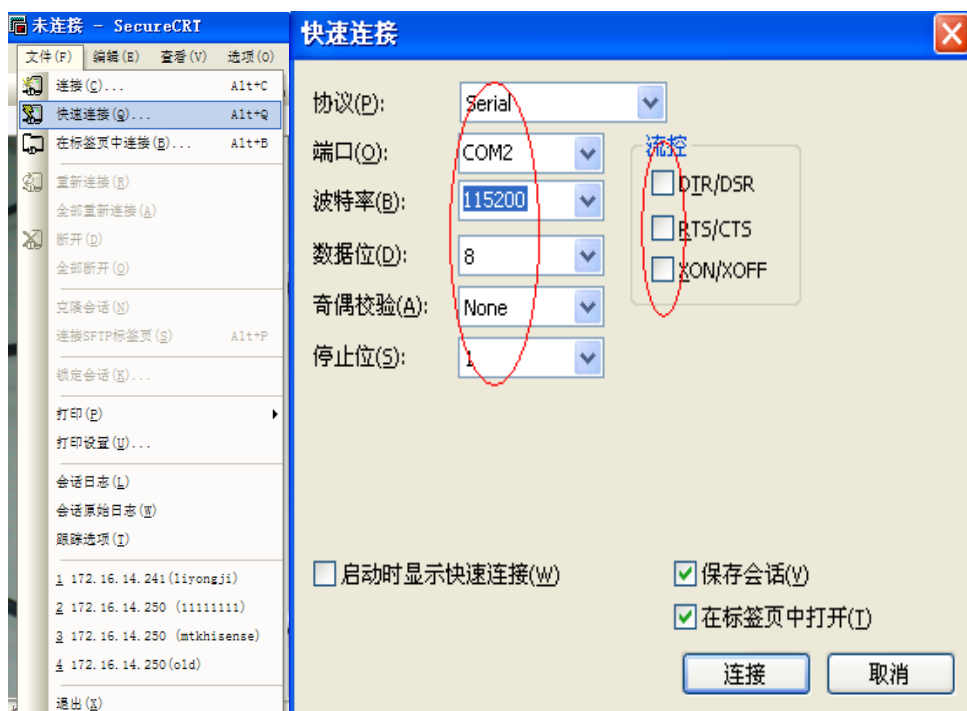 未连接 - SecureCRT
文件(F) 编辑(E) 查看(V) 选项(O)
连接(C)... Alt+C
快速连接(Q)... Alt+Q
在标签页中连接(B)... Alt+B
重新连接(R)
全部重新连接(A)
断开(D)
全部断开(O)
克隆会话(N)
连接SFTP标签页(S) Alt+P
锁定会话(K)...
打印(P)
打印设置(U)...
会话日志(L)
会话原始日志(W)
跟踪选项(T)
1 172.16.14.241(liyongji)
2 172.16.14.250 (11111111)
3 172.16.14.250 (mtkhisense)
4 172.16.14.250(old)
退出(X)
快速连接
协议(P): Serial
端口(O): COM2
波特率(B): 115200
数据位(D): 8
奇偶校验(A): None
停止位(S): 1
流控
DTR/DSR
RTS/CTS
XON/XOFF
启动时显示快速连接(W)
保存会话(V)
在标签页中打开(T)
连接 取消